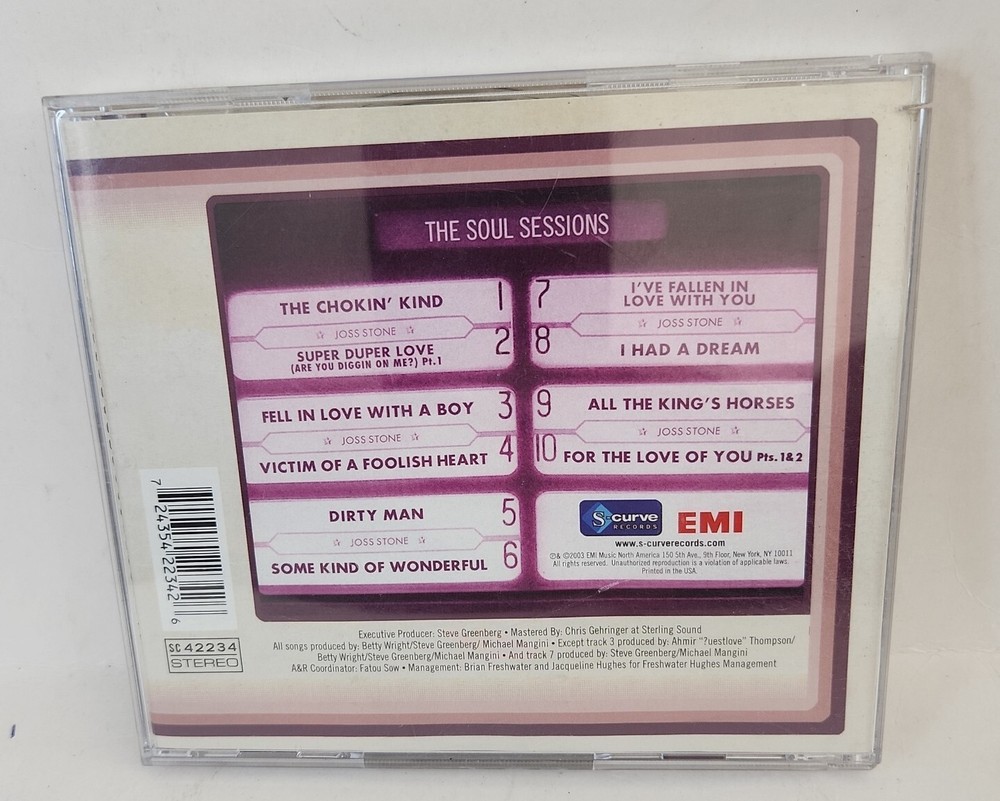 THE SOUL SESSIONS
THE CHOKIN' KIND 1
JOSS STONE
SUPER DUPER LOVE 2
(ARE YOU DIGGIN ON ME?) Pt.1
FELL IN LOVE WITH A BOY 3
JOSS STONE
VICTIM OF A FOOLISH HEART 4
DIRTY MAN 5
JOSS STONE
SOME KIND OF WONDERFUL 6
7 I'VE FALLEN IN
LOVE WITH YOU
JOSS STONE
8 I HAD A DREAM
9 ALL THE KING'S HORSES
JOSS STONE
10 FOR THE LOVE OF YOU Pts. 1&2
S-curve
RECORDS
EMI
www.s-curverecords.com
℗& ©2003 EMI Music North America 150 5th Ave., 9th Floor, New York, NY 10011
All rights reserved. Unauthorized reproduction is a violation of applicable laws.
Printed in the USA.
7 24354 22342 6
SC 42234
STEREO
Executive Producer: Steve Greenberg • Mastered By: Chris Gehringer at Sterling Sound
All songs produced by: Betty Wright/Steve Greenberg/ Michael Mangini • Except track 3 produced by: Ahmir "?uestlove" Thompson/
Betty Wright/Steve Greenberg/Michael Mangini • And track 7 produced by: Steve Greenberg/Michael Mangini
A&R Coordinator: Fatou Sow • Management: Brian Freshwater and Jacqueline Hughes for Freshwater Hughes Management